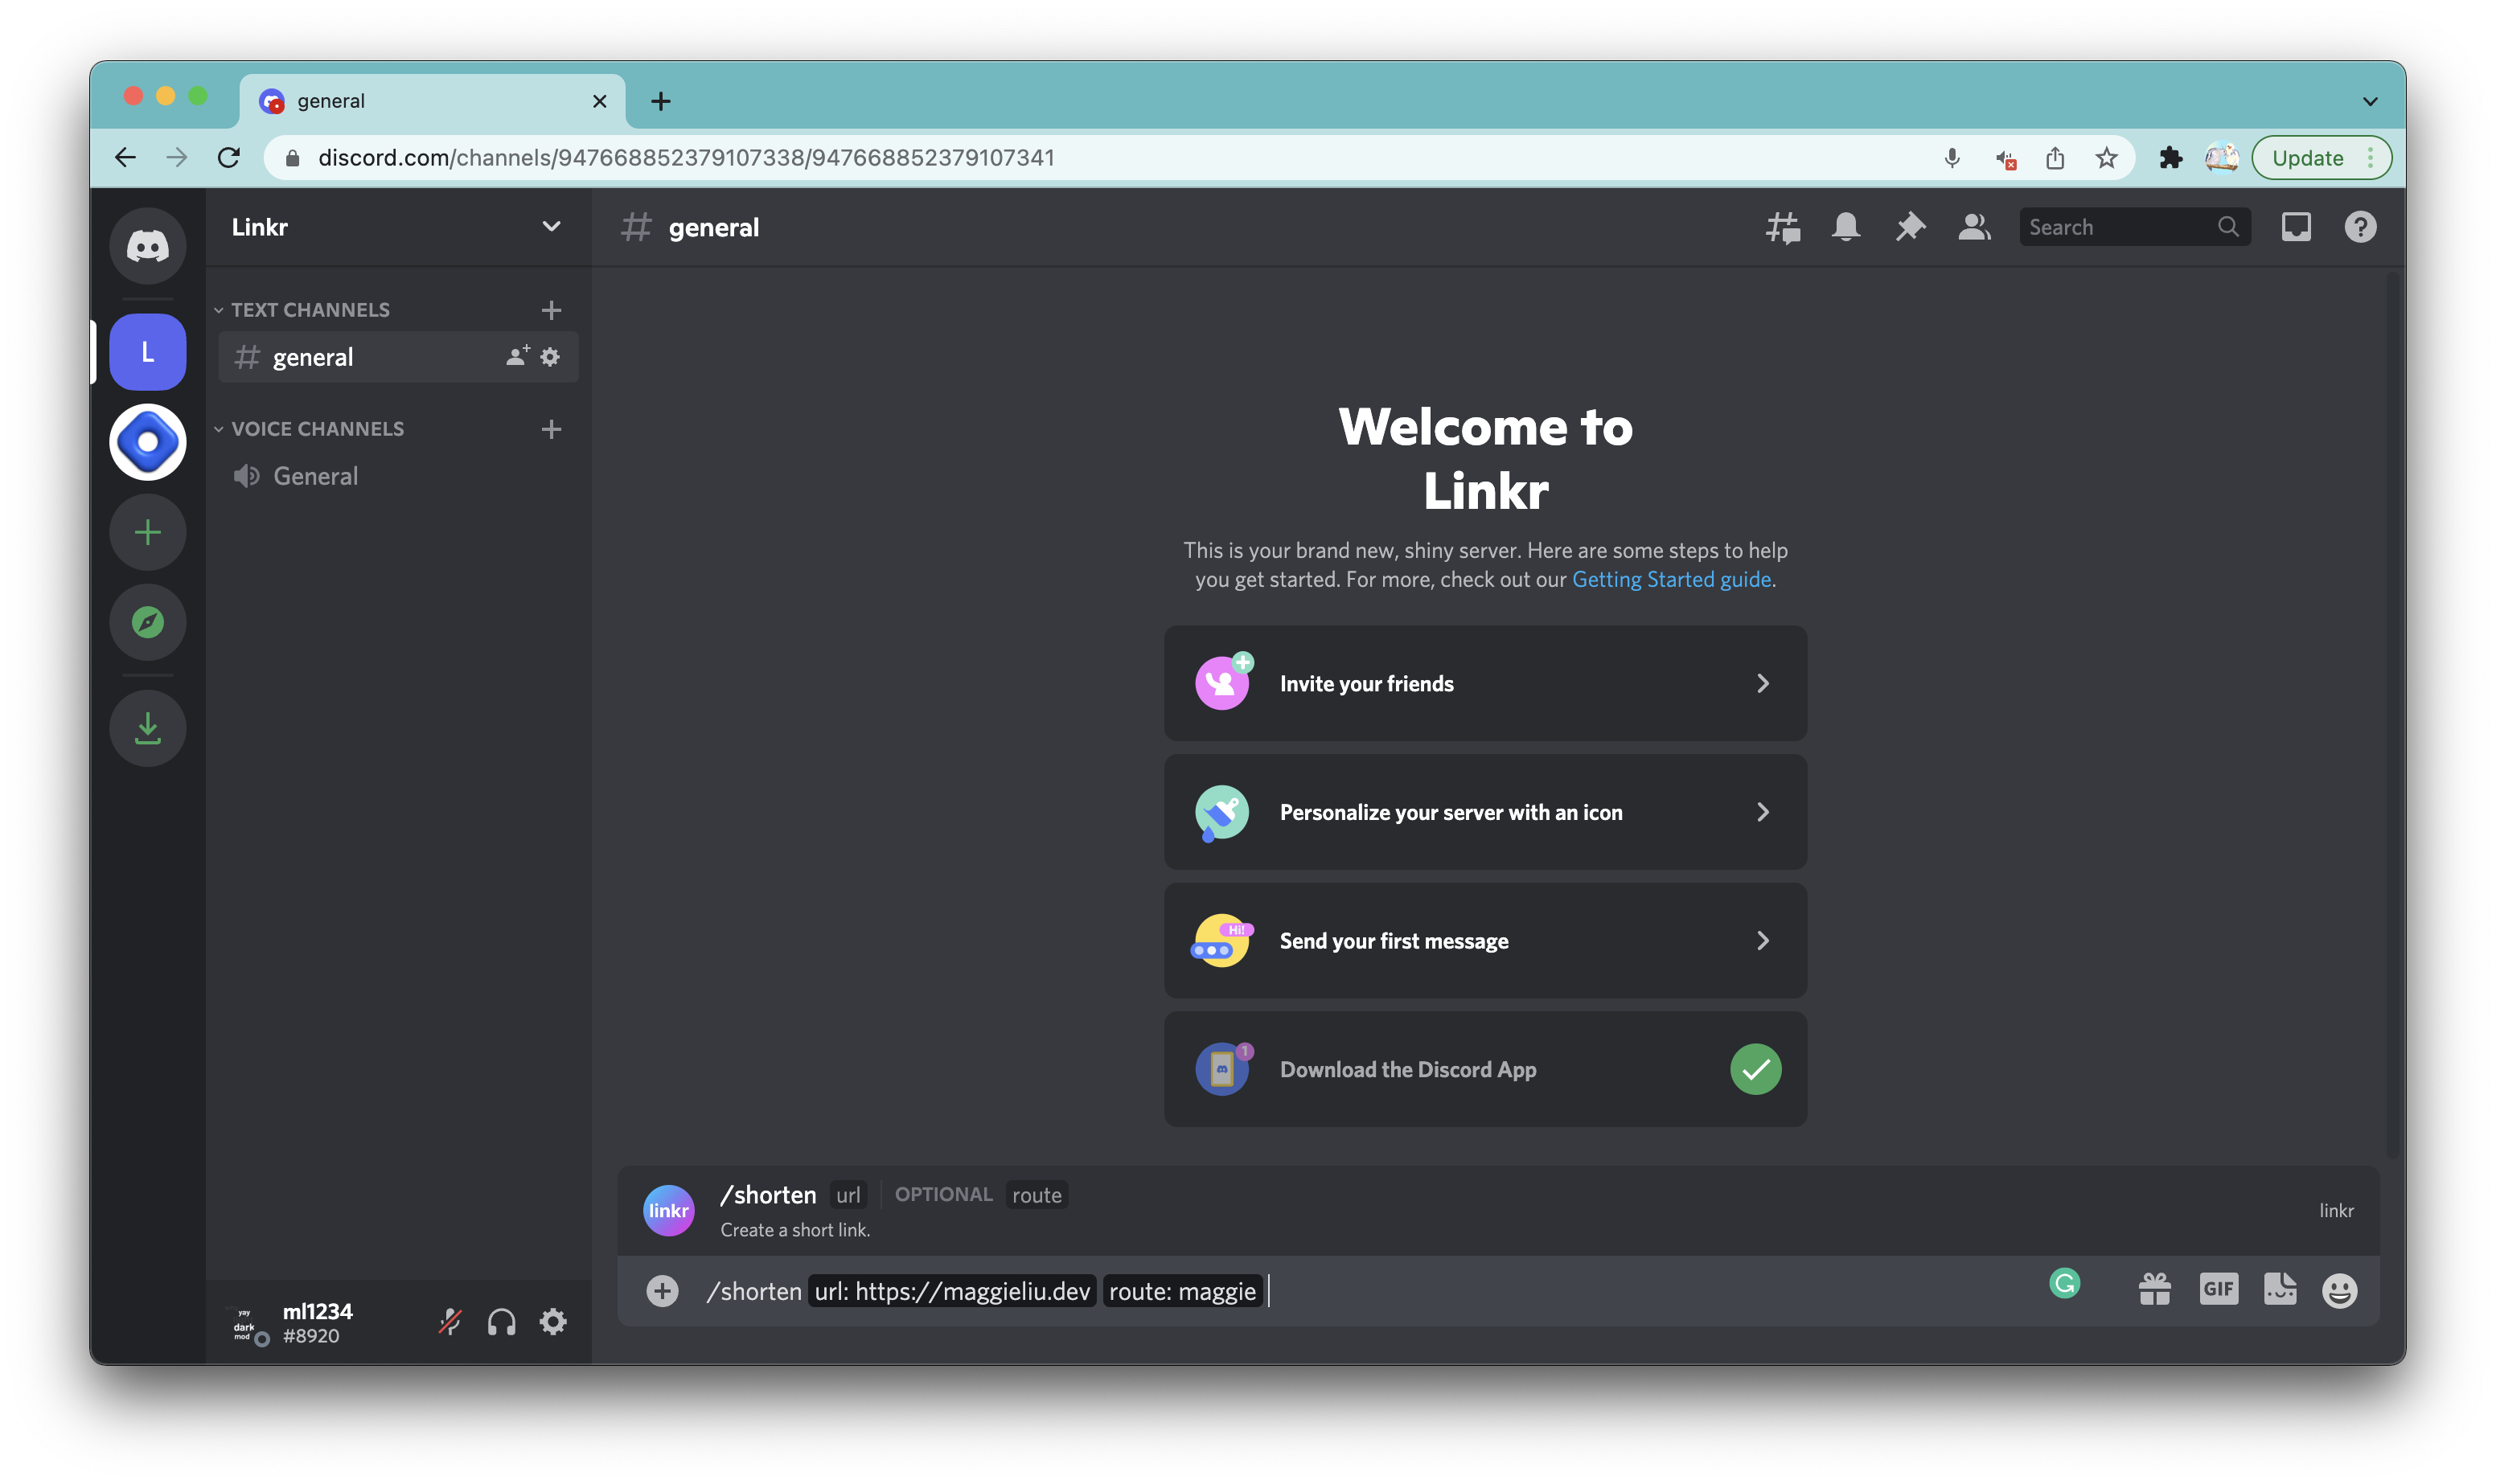 general
discord.com/channels/947668852379107338/947668852379107341
Update
Linkr
general
Search
TEXT CHANNELS
L
general
VOICE CHANNELS
General
Welcome to
Linkr
This is your brand new, shiny server. Here are some steps to help
you get started. For more, check out our Getting Started guide.
Invite your friends
Personalize your server with an icon
Hi!
Send your first message
1
Download the Discord App
linkr
/shorten url OPTIONAL route
Create a short link.
linkr
/shorten url: https://maggieliu.dev route: maggie
G
GIF
yay
dark
mod
ml1234
#8920